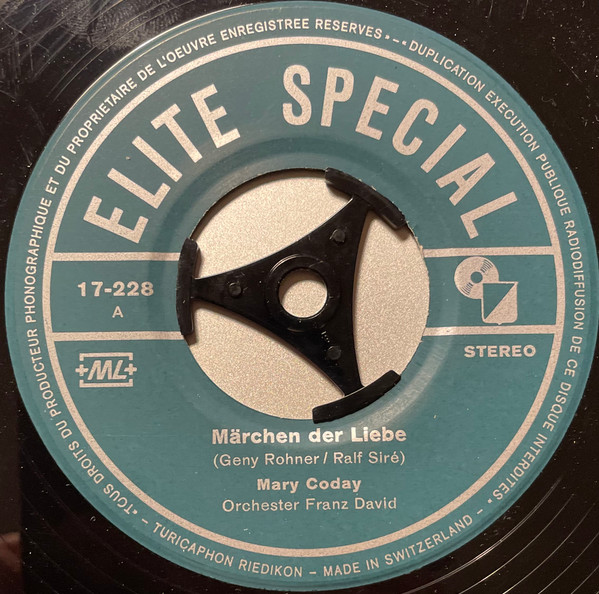 *TOUS DROITS DU PRODUCTEUR PHONOGRAPHIQUE ET DU PROPRIETAIRE DE L'OEUVRE ENREGISTREE RESERVES*–*DUPLICATION EXECUTION PUBLIQUE RADIODIFFUSION DE CE DISQUE INTERDITES*
ELITE SPECIAL
17-228
A
+ML+
STEREO
Märchen der Liebe
(Geny Rohner / Ralf Siré)
Mary Coday
Orchester Franz David
– TURICAPHON RIEDIKON – MADE IN SWITZERLAND –